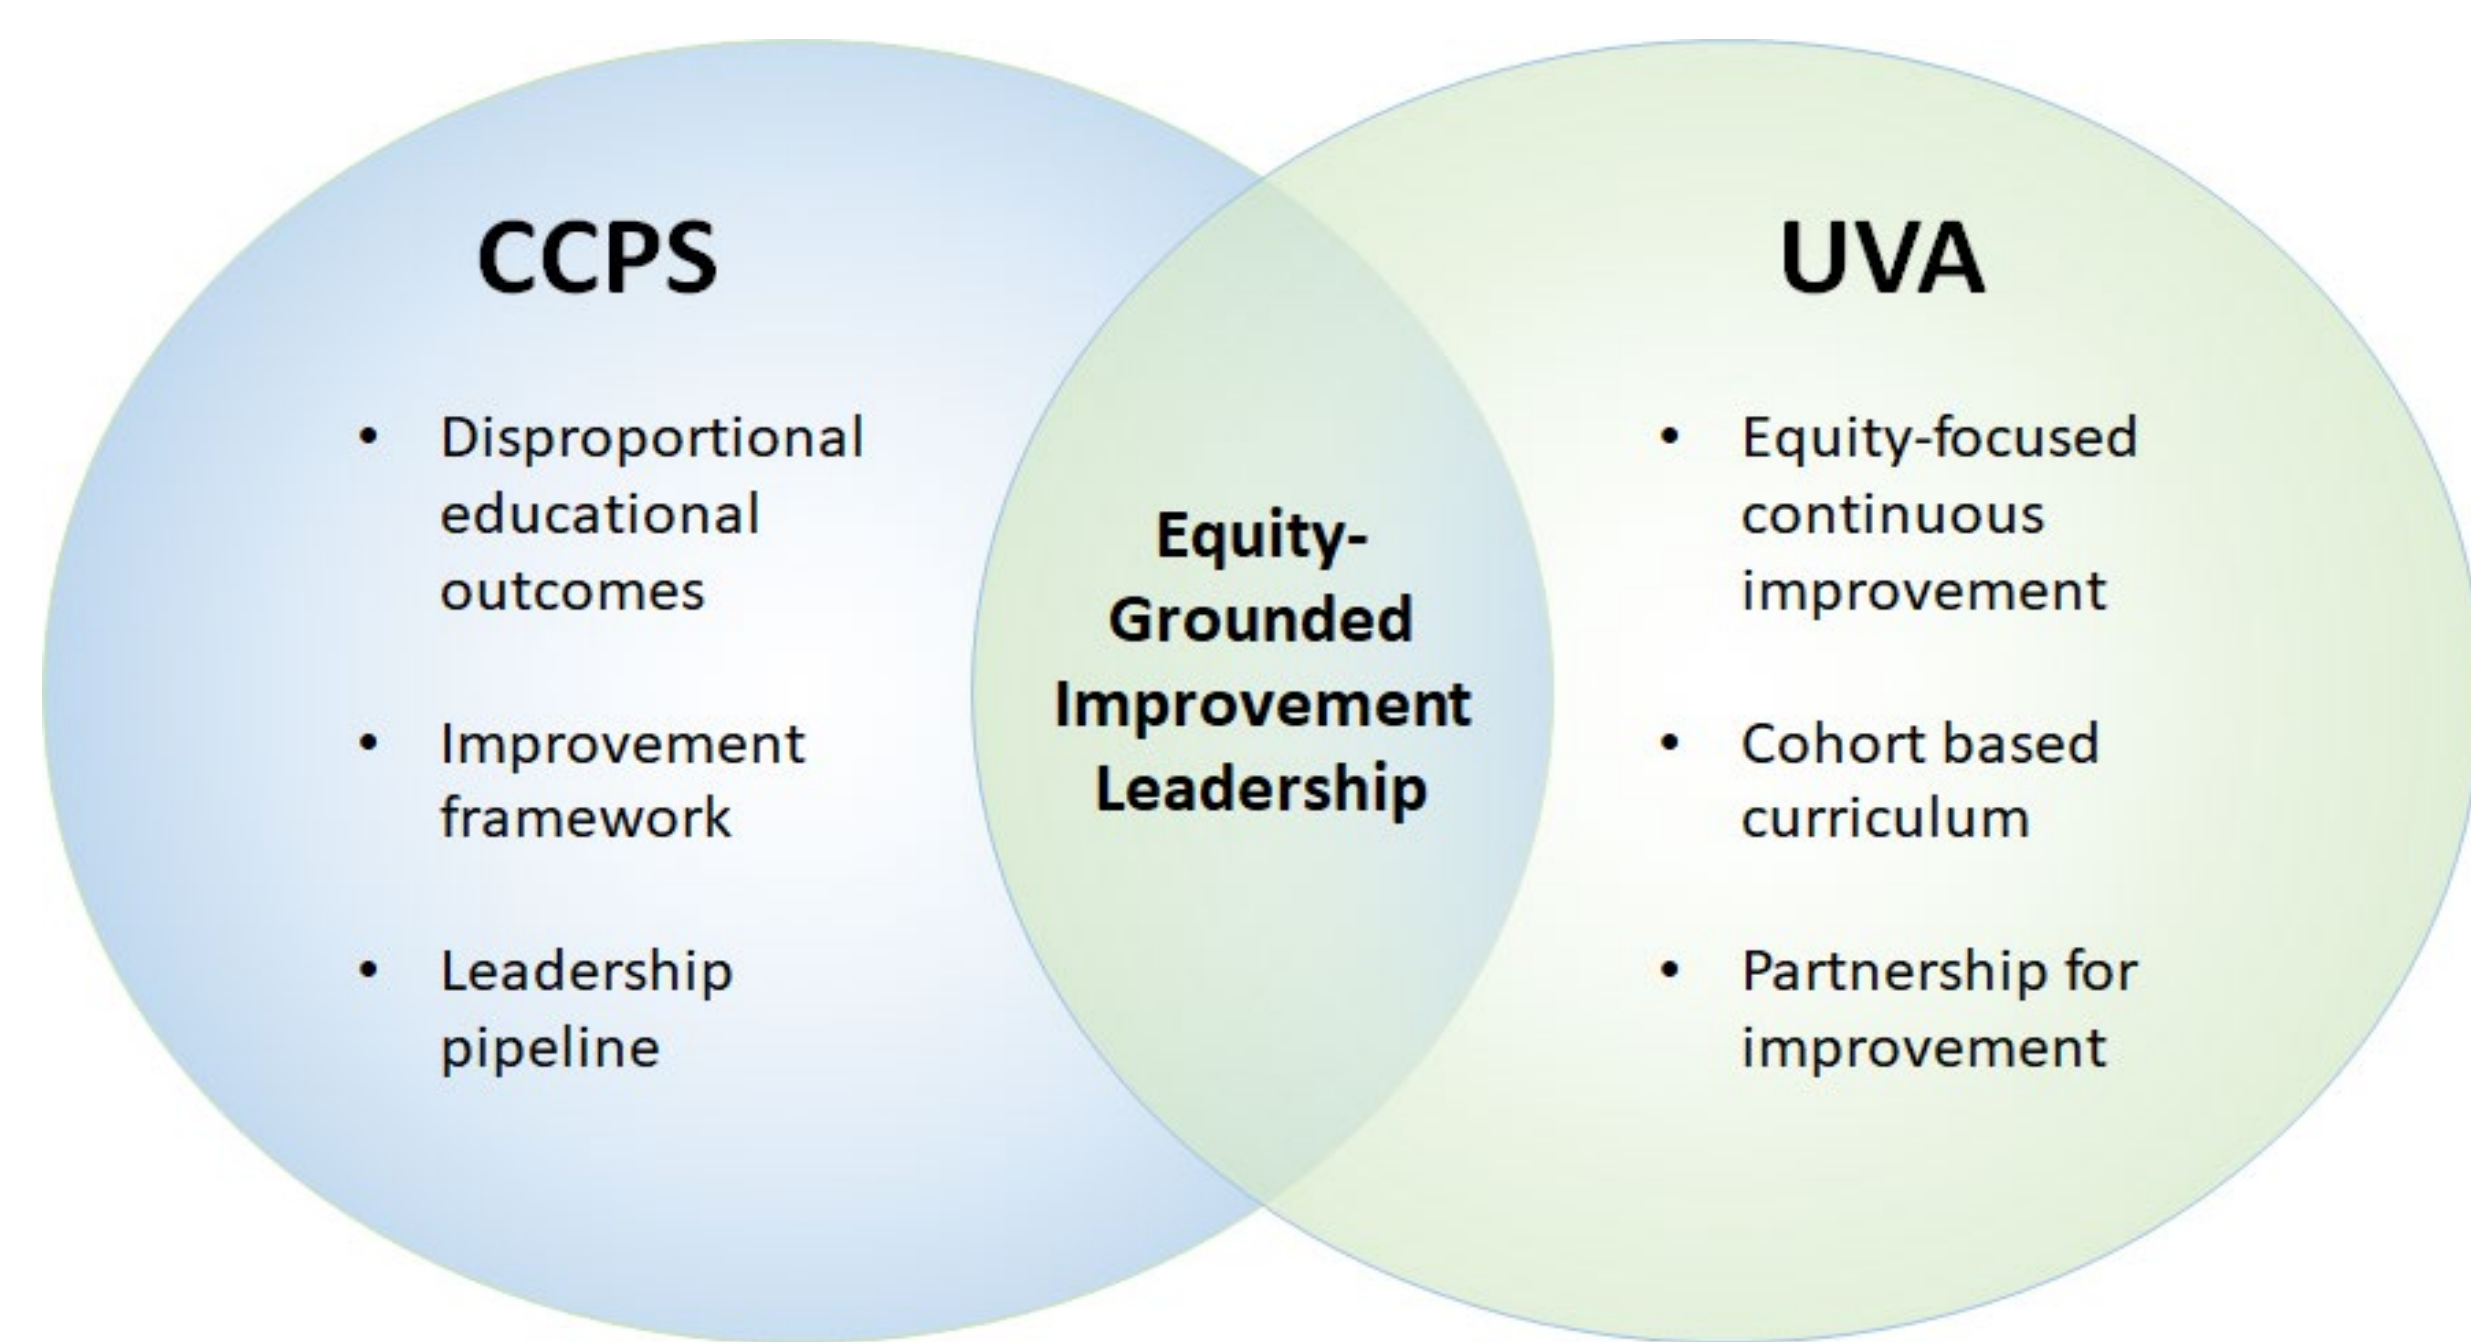 CCPS
• Disproportional
educational
outcomes
• Improvement
framework
• Leadership
pipeline
Equity-
Grounded
Improvement
Leadership
UVA
• Equity-focused
continuous
improvement
• Cohort based
curriculum
• Partnership for
improvement